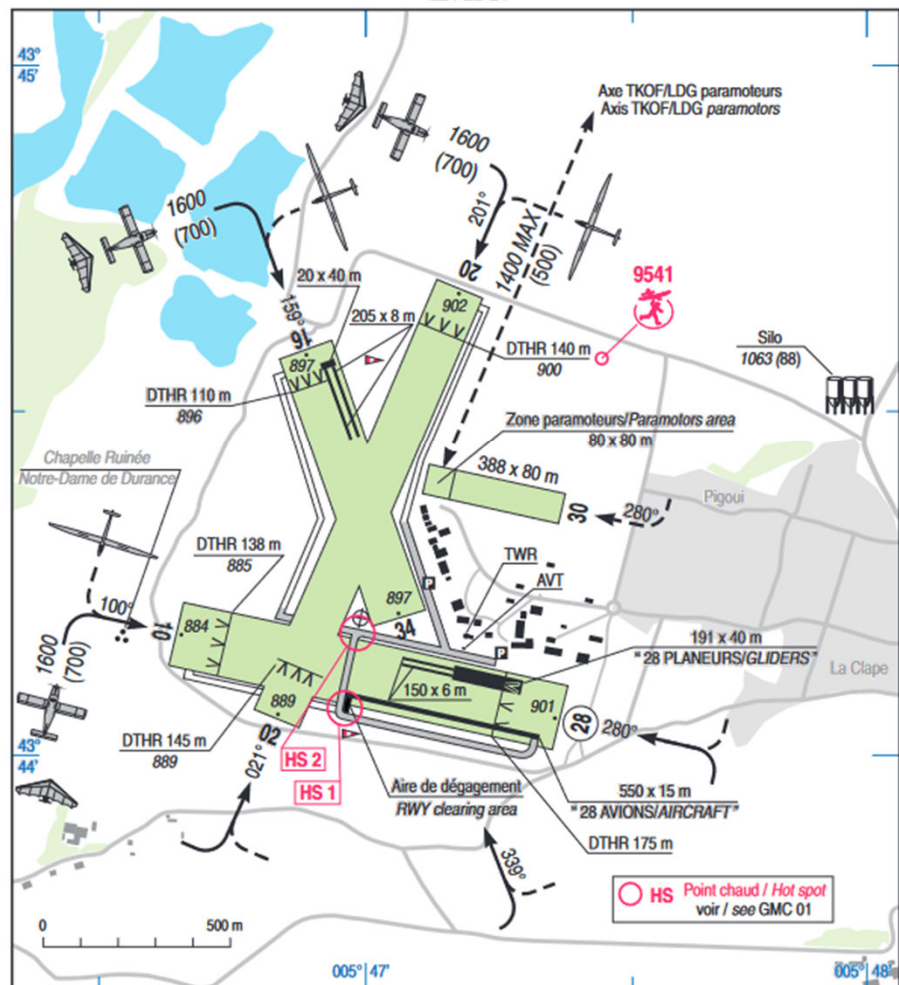 43°
45'
Axe TKOF/LDG paramoteurs
Axis TKOF/LDG paramotors
1600
(700)
1600
(700)
201°
1400 MAX
(500)
20
9541
20 x 40 m
159°
205 x 8 m
902
16
897
DTHR 140 m
900
Silo
1063 (88)
DTHR 110 m
896
Zone paramoteurs/Paramotors area
80 x 80 m
Chapelle Ruinée
Notre-Dame de Durance
388 x 80 m
Pigoui
30
280°
DTHR 138 m
885
TWR
AVT
P
897
100°
10
884
34
P
191 x 40 m
" 28 PLANEURS/GLIDERS "
La Clape
1600
(700)
150 x 6 m
889
901
28
280°
DTHR 145 m
889
02
43°
44'
021°
HS 2
HS 1
Aire de dégagement
RWY clearing area
550 x 15 m
" 28 AVIONS/AIRCRAFT"
DTHR 175 m
339°
HS Point chaud / Hot spot
voir / see GMC 01
0 500 m
005° 47'
005° 48'